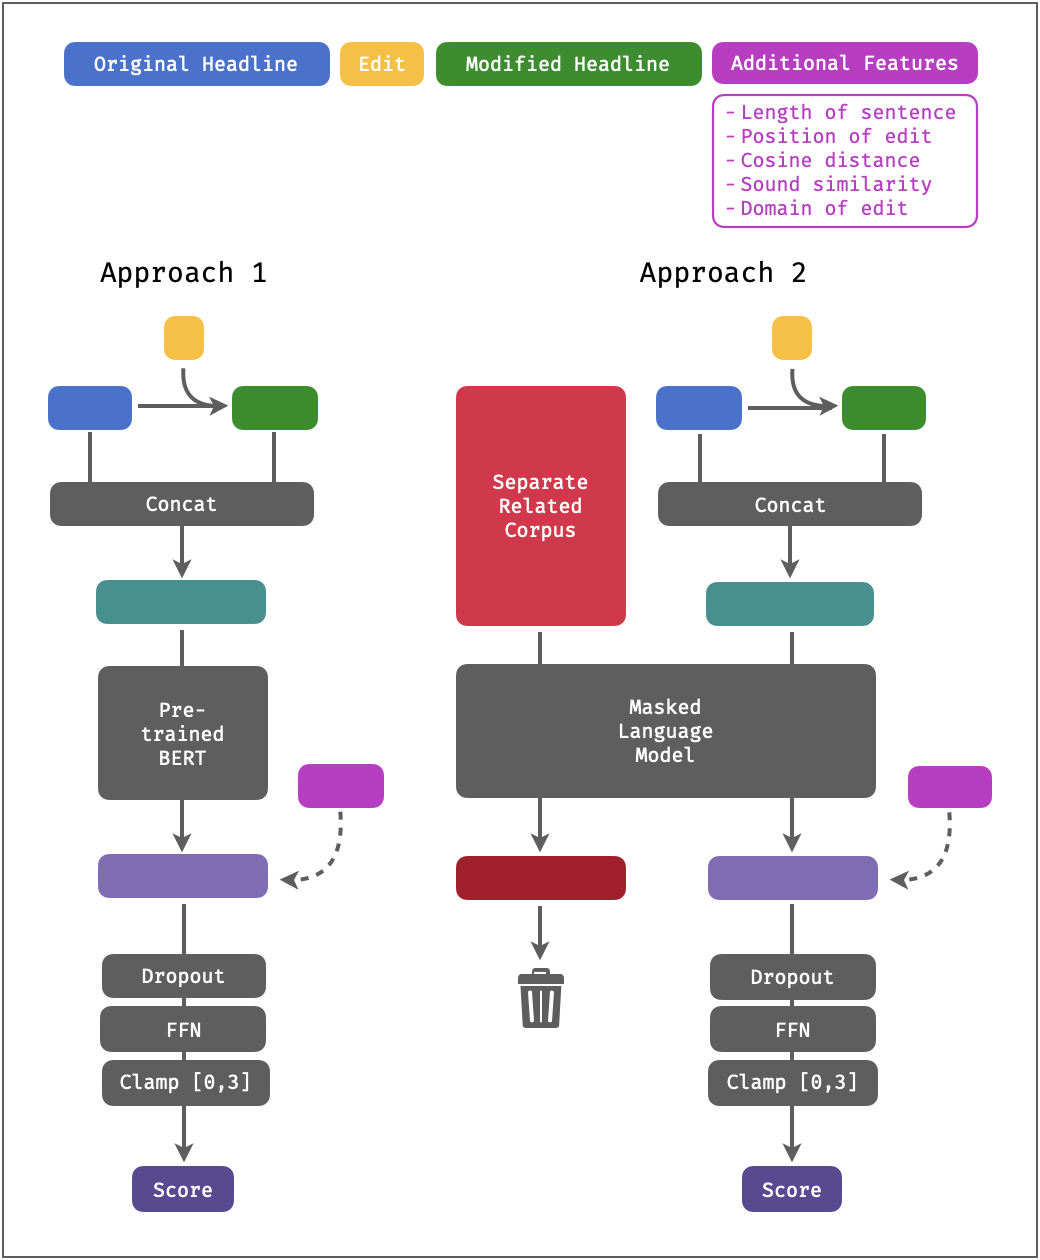 Original Headline
Edit
Modified Headline
Additional Features
- Length of sentence
- Position of edit
- Cosine distance
- Sound similarity
- Domain of edit
Approach 1
Approach 2
Concat
Pre-
trained
BERT
Dropout
FFN
Clamp [0,3]
Score
Separate
Related
Corpus
Concat
Masked
Language
Model
Dropout
FFN
Clamp [0,3]
Score